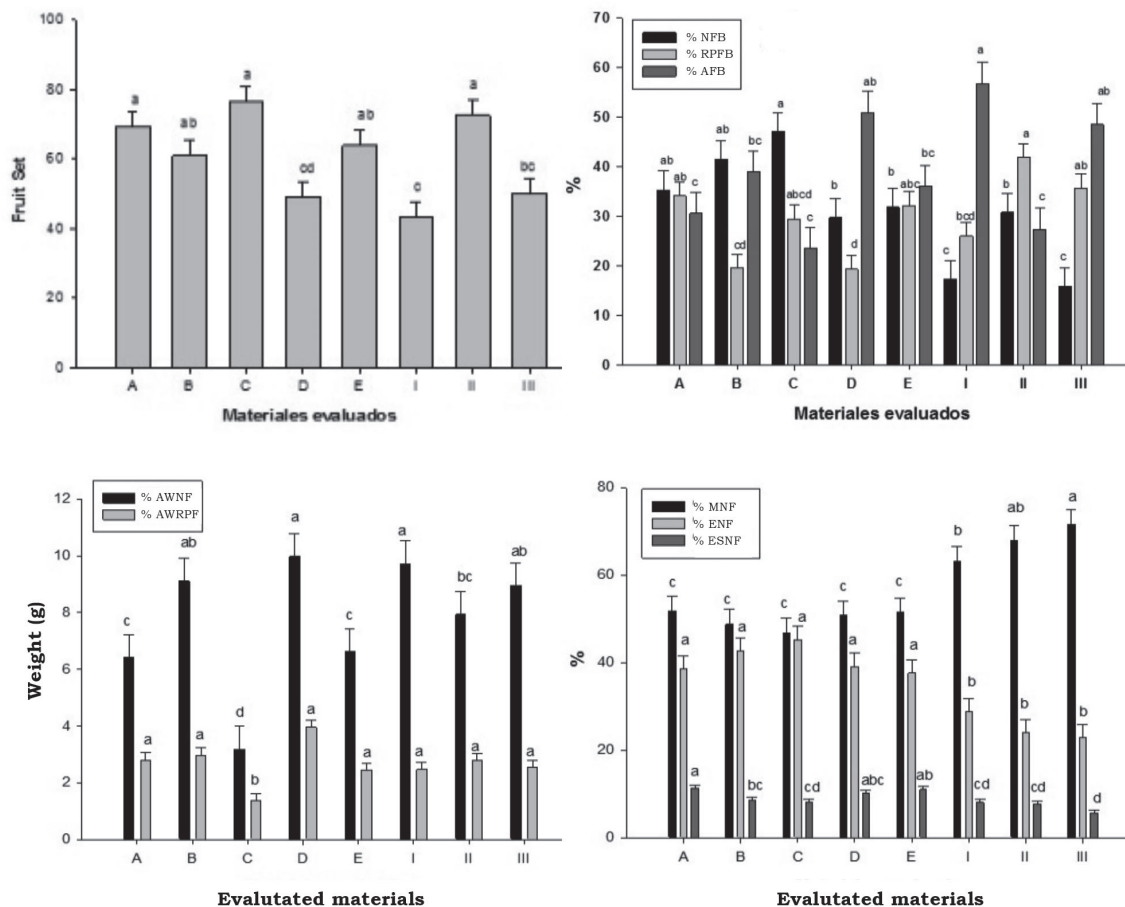 100
80
60
40
20
0
Fruit Set
a
ab
a
cd
ab
c
a
bc
A B C D E I II III
Materiales evaluados
70
60
50
40
30
20
10
0
%
% NFB
% RPFB
% AFB
ab ab c
ab cd bc
a abcd c
b d ab
b abc bc
c bcd a
b a c
c ab ab
A B C D E I II III
Materiales evaluados
12
10
8
6
4
2
0
Weight (g)
% AWNF
% AWRPF
c a
ab a
d b
a a
c a
a a
bc a
ab a
A B C D E I II III
Evalutated materials
80
60
40
20
0
%
% MNF
% ENF
% ESNF
c a a
c a bc
c a cd
c a abc
c a ab
b b cd
ab b cd
a b d
A B C D E I II III
Evalutated materials